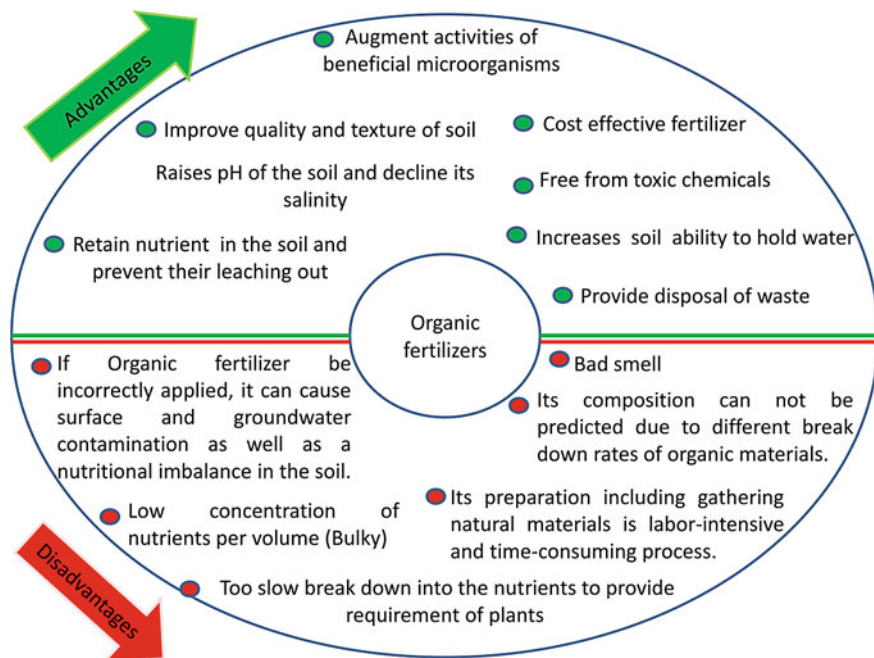 Advantages
Augment activities of
beneficial microorganisms
Improve quality and texture of soil
Raises pH of the soil and decline its
salinity
Retain nutrient in the soil and
prevent their leaching out
Cost effective fertilizer
Free from toxic chemicals
Increases soil ability to hold water
Provide disposal of waste
Organic
fertilizers
If Organic fertilizer be
incorrectly applied, it can cause
surface and groundwater
contamination as well as a
nutritional imbalance in the soil.
Low concentration of
nutrients per volume (Bulky)
Bad smell
Its composition can not be
predicted due to different break
down rates of organic materials.
Its preparation including gathering
natural materials is labor-intensive
and time-consuming process.
Too slow break down into the nutrients to provide
requirement of plants
Disadvantages